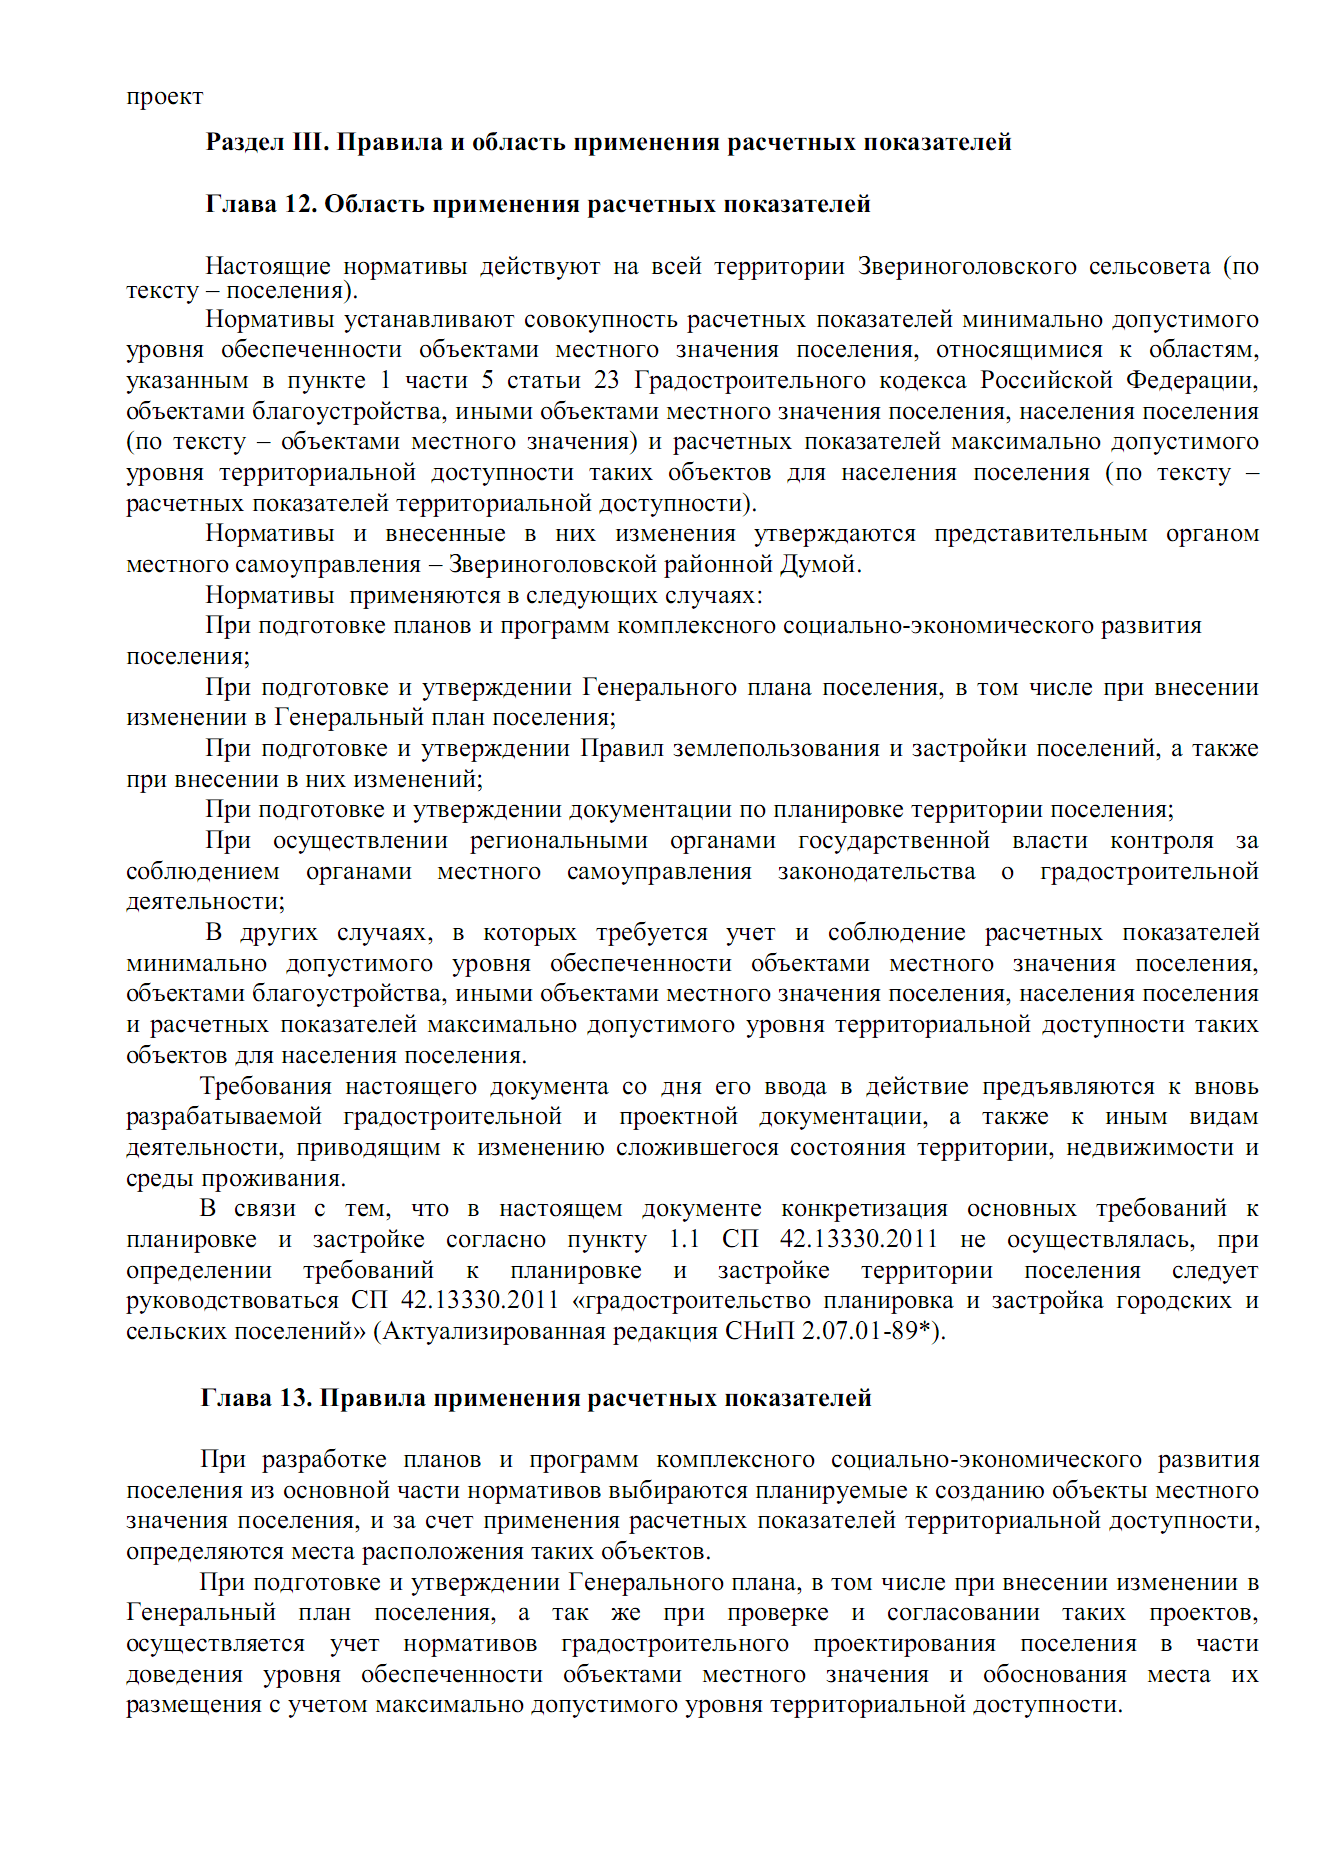 проект
Раздел III. Правила и область применения расчетных показателей
Глава 12. Область применения расчетных показателей
Настоящие нормативы действуют на всей территории Звериноголовского сельсовета (по
тексту – поселения).
Нормативы устанавливают совокупность расчетных показателей минимально допустимого
уровня обеспеченности объектами местного значения поселения, относящимися к областям,
указанным в пункте 1 части 5 статьи 23 Градостроительного кодекса Российской Федерации,
объектами благоустройства, иными объектами местного значения поселения, населения поселения
(по тексту – объектами местного значения) и расчетных показателей максимально допустимого
уровня территориальной доступности таких объектов для населения поселения (по тексту –
расчетных показателей территориальной доступности).
Нормативы и внесенные в них изменения утверждаются представительным органом
местного самоуправления – Звериноголовской районной Думой.
Нормативы применяются в следующих случаях:
При подготовке планов и программ комплексного социально-экономического развития
поселения;
При подготовке и утверждении Генерального плана поселения, в том числе при внесении
изменении в Генеральный план поселения;
При подготовке и утверждении Правил землепользования и застройки поселений, а также
при внесении в них изменений;
При подготовке и утверждении документации по планировке территории поселения;
При осуществлении региональными органами государственной власти контроля за
соблюдением органами местного самоуправления законодательства о градостроительной
деятельности;
В других случаях, в которых требуется учет и соблюдение расчетных показателей
минимально допустимого уровня обеспеченности объектами местного значения поселения,
объектами благоустройства, иными объектами местного значения поселения, населения поселения
и расчетных показателей максимально допустимого уровня территориальной доступности таких
объектов для населения поселения.
Требования настоящего документа со дня его ввода в действие предъявляются к вновь
разрабатываемой градостроительной и проектной документации, а также к иным видам
деятельности, приводящим к изменению сложившегося состояния территории, недвижимости и
среды проживания.
В связи с тем, что в настоящем документе конкретизация основных требований к
планировке и застройке согласно пункту 1.1 СП 42.13330.2011 не осуществлялась, при
определении требований к планировке и застройке территории поселения следует
руководствоваться СП 42.13330.2011 «градостроительство планировка и застройка городских и
сельских поселений» (Актуализированная редакция СНиП 2.07.01-89*).
Глава 13. Правила применения расчетных показателей
При разработке планов и программ комплексного социально-экономического развития
поселения из основной части нормативов выбираются планируемые к созданию объекты местного
значения поселения, и за счет применения расчетных показателей территориальной доступности,
определяются места расположения таких объектов.
При подготовке и утверждении Генерального плана, в том числе при внесении изменении в
Генеральный план поселения, а так же при проверке и согласовании таких проектов,
осуществляется учет нормативов градостроительного проектирования поселения в части
доведения уровня обеспеченности объектами местного значения и обоснования места их
размещения с учетом максимально допустимого уровня территориальной доступности.